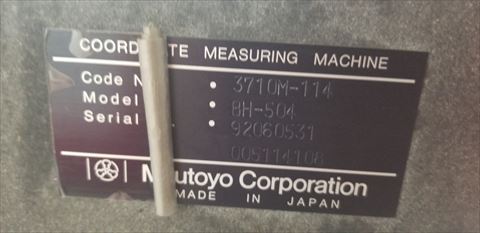 COORD TE MEASURING MACHINE
Code N • 3710M-114
Model • BH-504
Serial • 92060531
005114108
M utoyo Corporation
MADE IN JAPAN